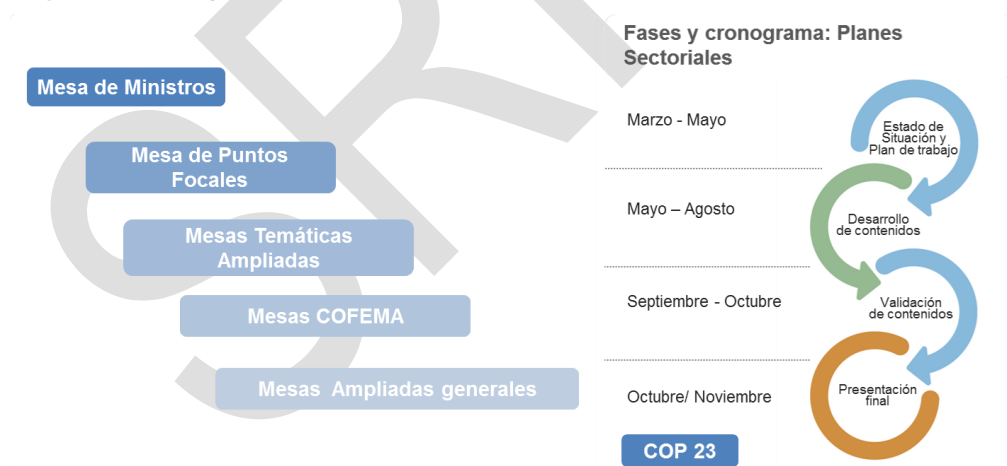 Mesa de Ministros
Mesa de Puntos
Focales
Mesas Temáticas
Ampliadas
Mesas COFEMA
Mesas Ampliadas generales
Fases y cronograma: Planes
Sectoriales
Marzo - Mayo
Estado de
Situación y
Plan de trabajo
Mayo – Agosto
Desarrollo
de contenidos
Septiembre - Octubre
Validación
de contenidos
Octubre/ Noviembre
Presentación
final
COP 23